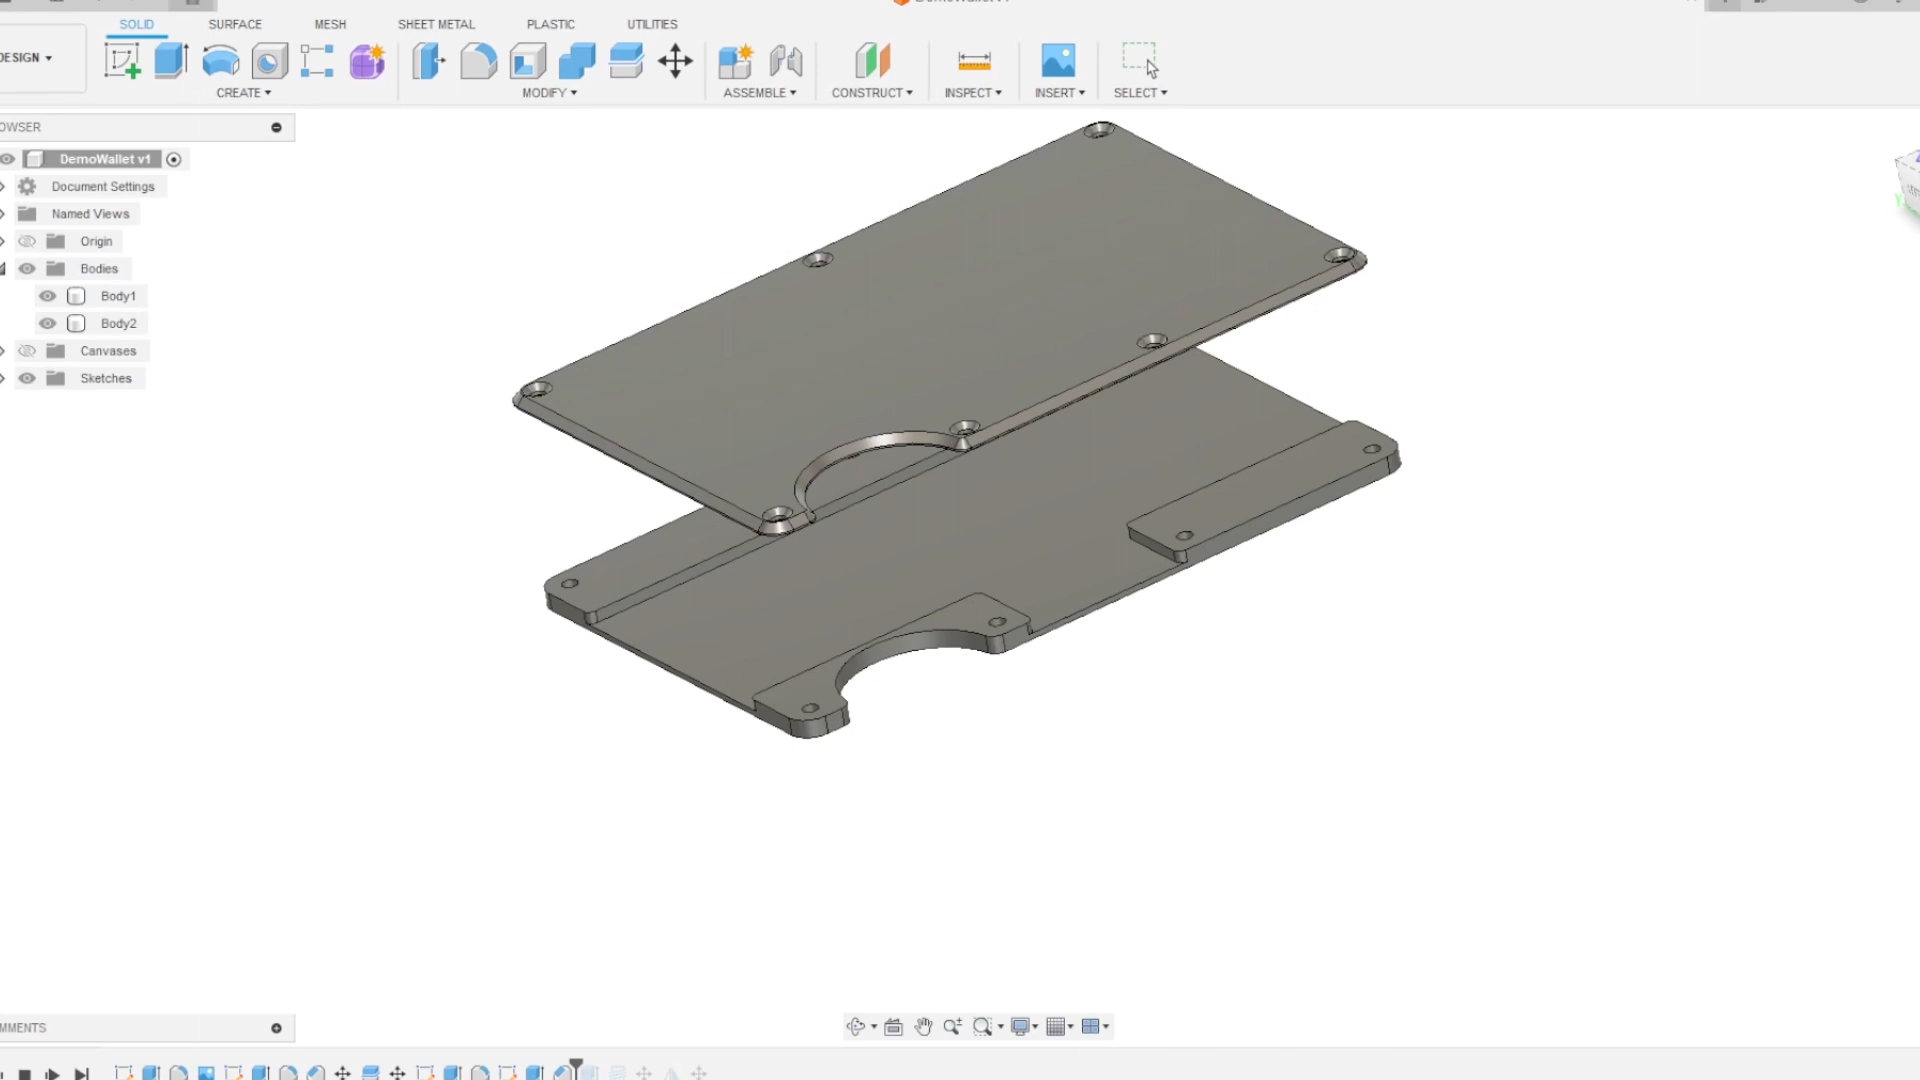 SOLID SURFACE MESH SHEET METAL PLASTIC UTILITIES
DESIGN
CREATE MODIFY ASSEMBLE CONSTRUCT INSPECT INSERT SELECT
OWSER
DemoWallet v1
Document Settings
Named Views
Origin
Bodies
Body1
Body2
Canvases
Sketches
MMENTS